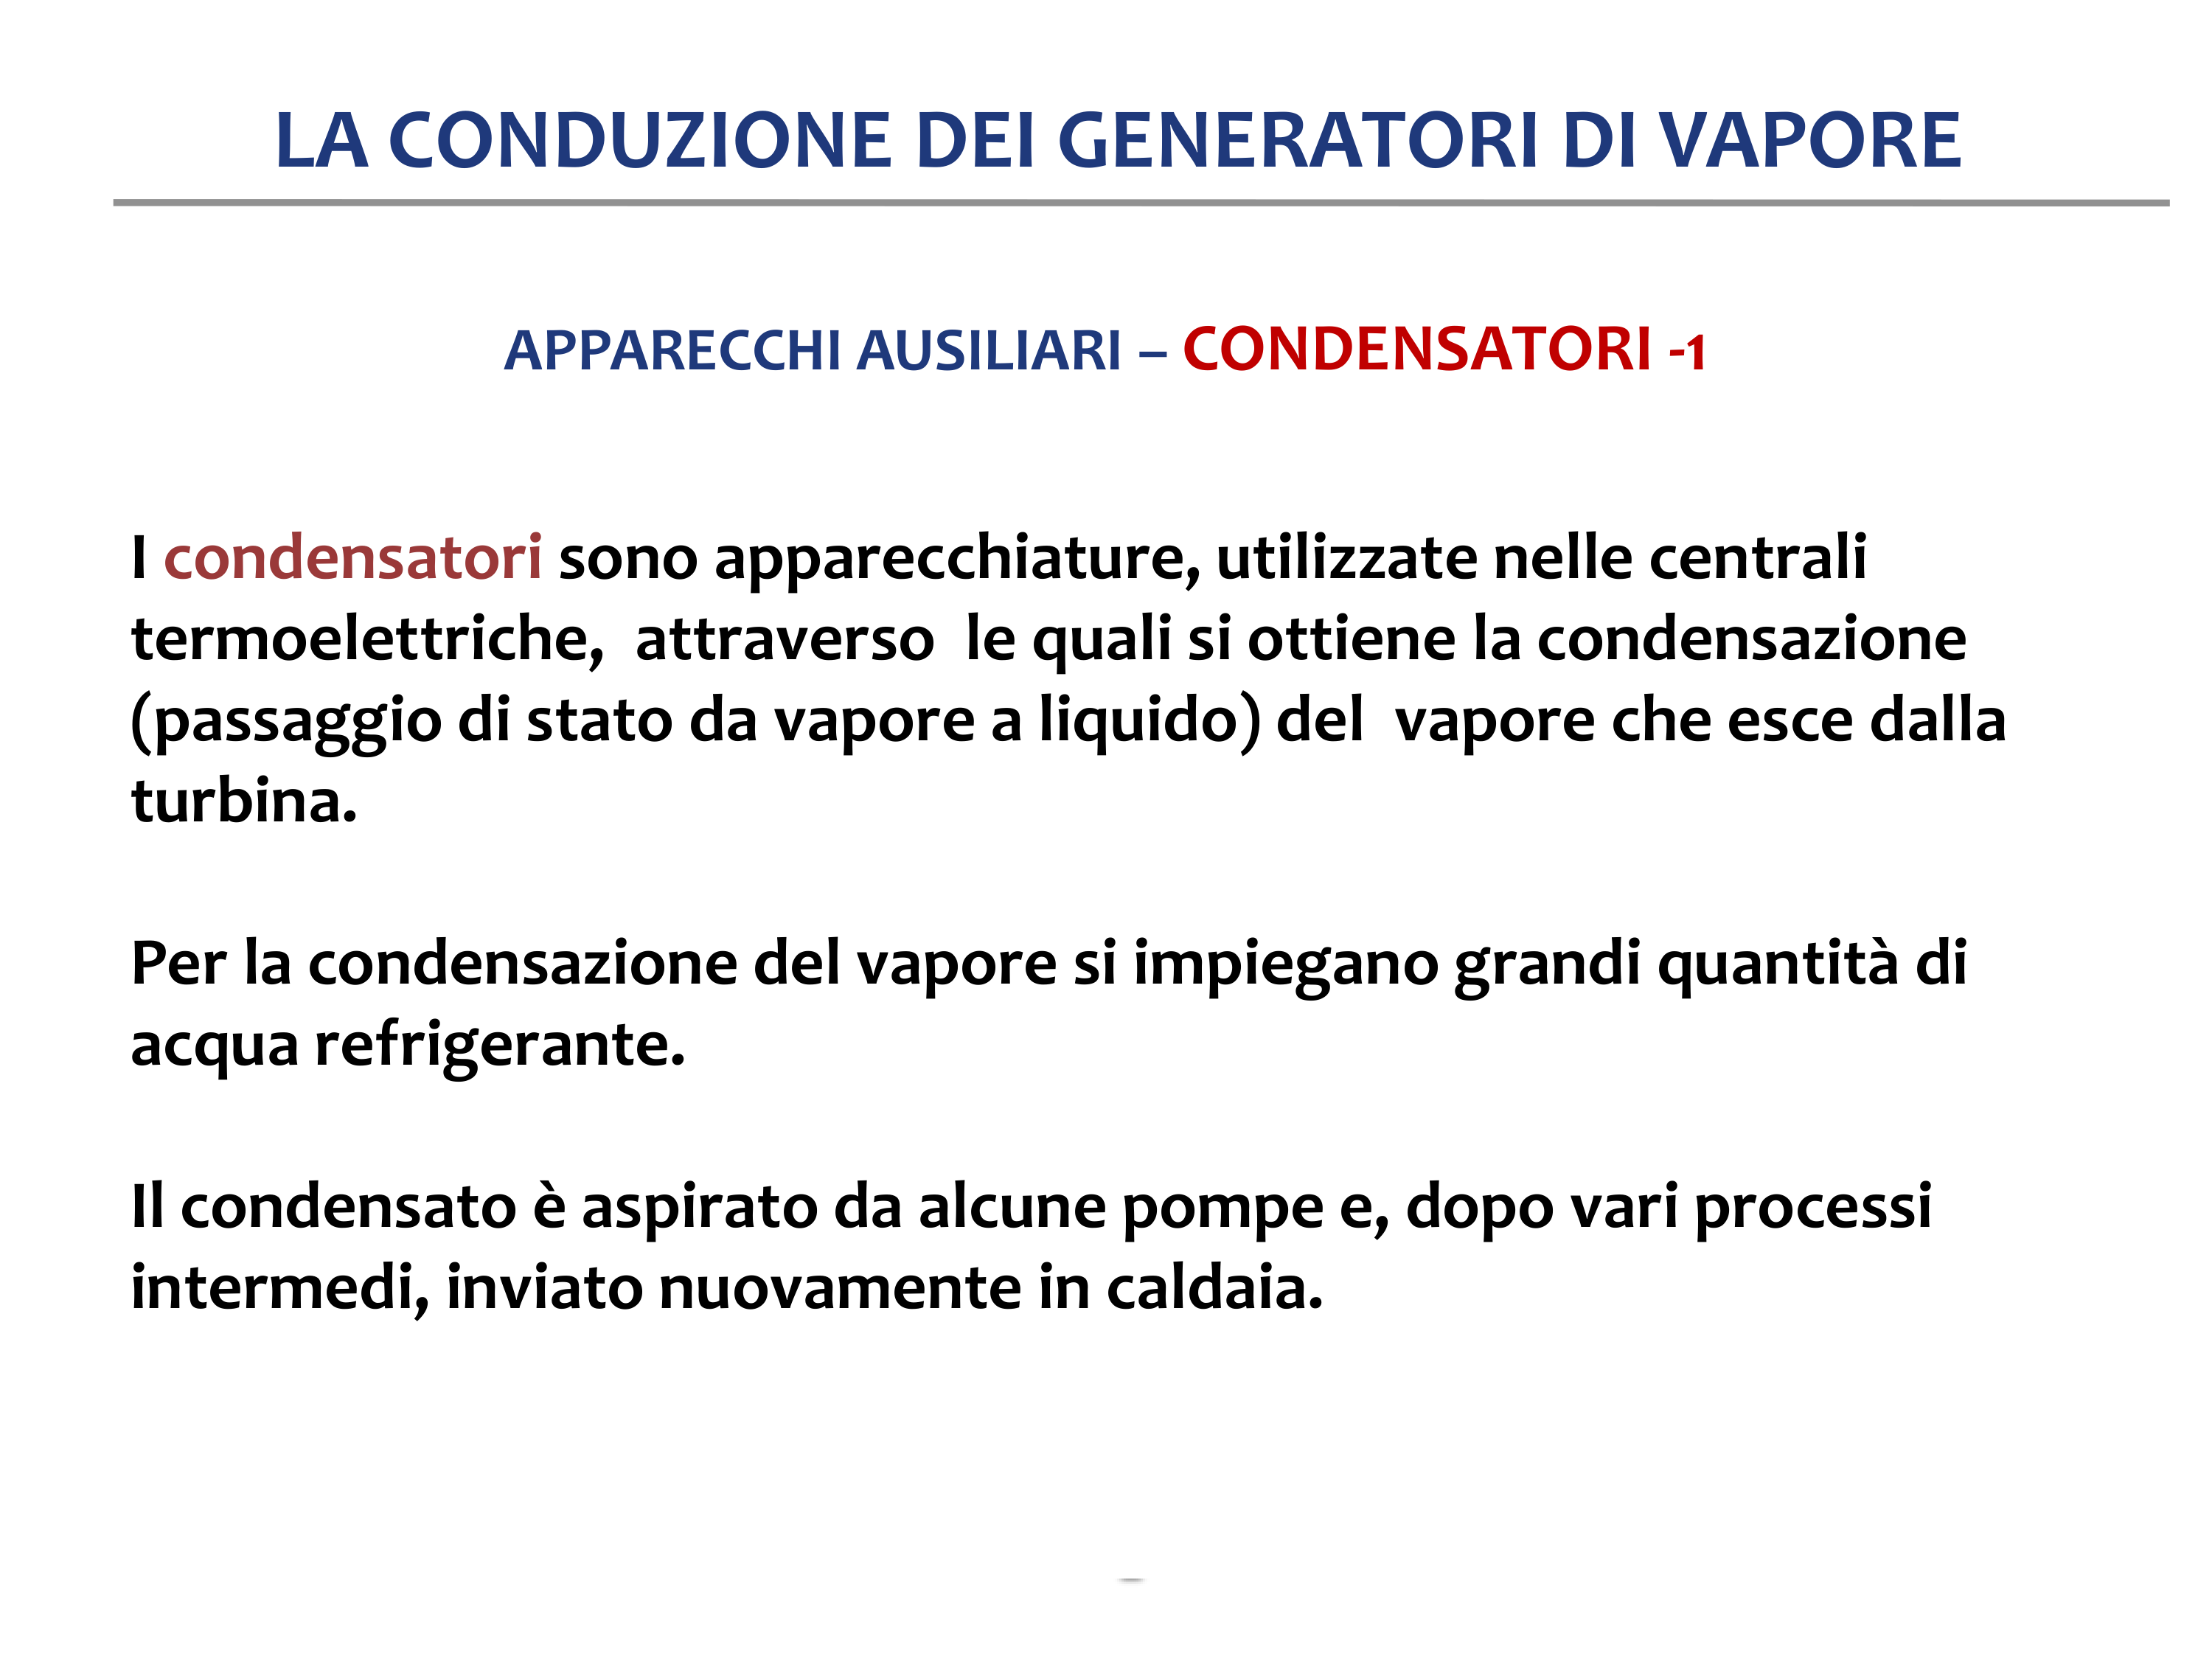 LA CONDUZIONE DEI GENERATORI DI VAPORE
APPARECCHI AUSILIARI – CONDENSATORI -1
I condensatori sono apparecchiature, utilizzate nelle centrali
termoelettriche, attraverso le quali si ottiene la condensazione
(passaggio di stato da vapore a liquido) del vapore che esce dalla
turbina.
Per la condensazione del vapore si impiegano grandi quantità di
acqua refrigerante.
Il condensato è aspirato da alcune pompe e, dopo vari processi
intermedi, inviato nuovamente in caldaia.